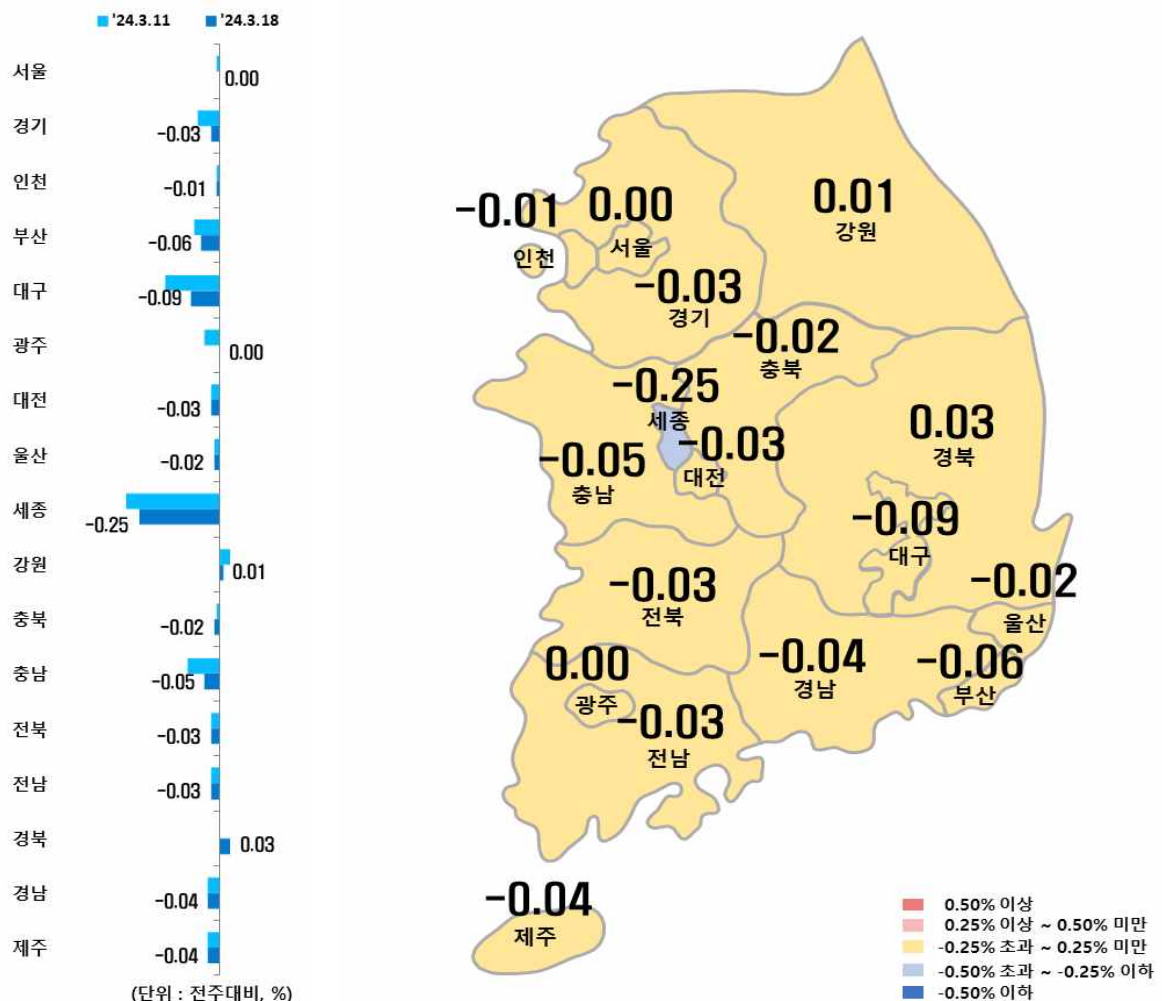 '24.3.11 '24.3.18
서울 0.00
경기 -0.03
인천 -0.01
부산 -0.06
대구 -0.09
광주 0.00
대전 -0.03
울산 -0.02
세종 -0.25
강원 0.01
충북 -0.02
충남 -0.05
전북 -0.03
전남 -0.03
경북 0.03
경남 -0.04
제주 -0.04
(단위 : 전주대비, %)
-0.01
인천
0.00
서울
0.01
강원
-0.03
경기
-0.02
충북
-0.25
세종
-0.03
대전
-0.05
충남
0.03
경북
-0.09
대구
-0.02
울산
-0.03
전북
-0.04
경남
-0.06
부산
0.00
광주
-0.03
전남
-0.04
제주
0.50% 이상
0.25% 이상 ~ 0.50% 미만
-0.25% 초과 ~ 0.25% 미만
-0.50% 초과 ~ -0.25% 이하
-0.50% 이하